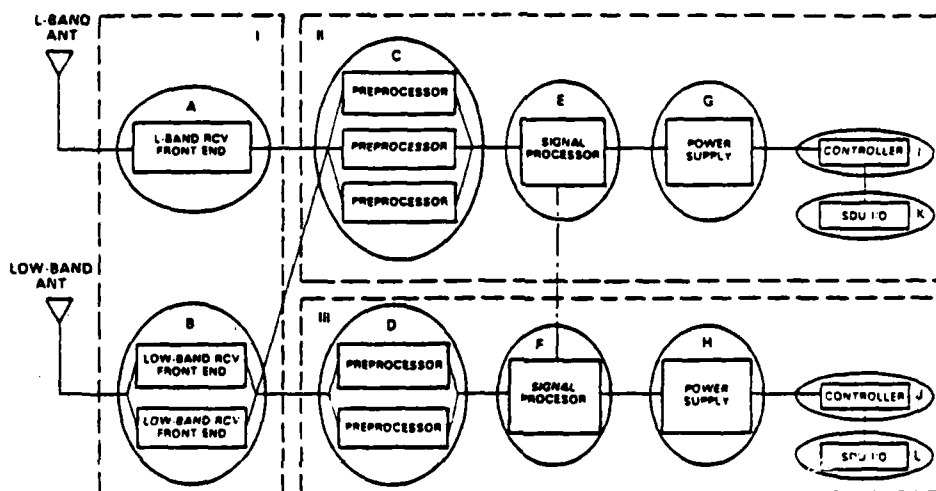 L-BAND
ANT
I
II
A
L-BAND RCV
FRONT END
C
PREPROCESSOR
PREPROCESSOR
PREPROCESSOR
E
SIGNAL
PROCESSOR
G
POWER
SUPPLY
CONTROLLER
I
SDU I/O
K
LOW-BAND
ANT
B
LOW-BAND RCV
FRONT END
LOW-BAND RCV
FRONT END
III
D
PREPROCESSOR
PREPROCESSOR
F
SIGNAL
PROCESOR
H
POWER
SUPPLY
CONTROLLER
J
SDU I/O
L